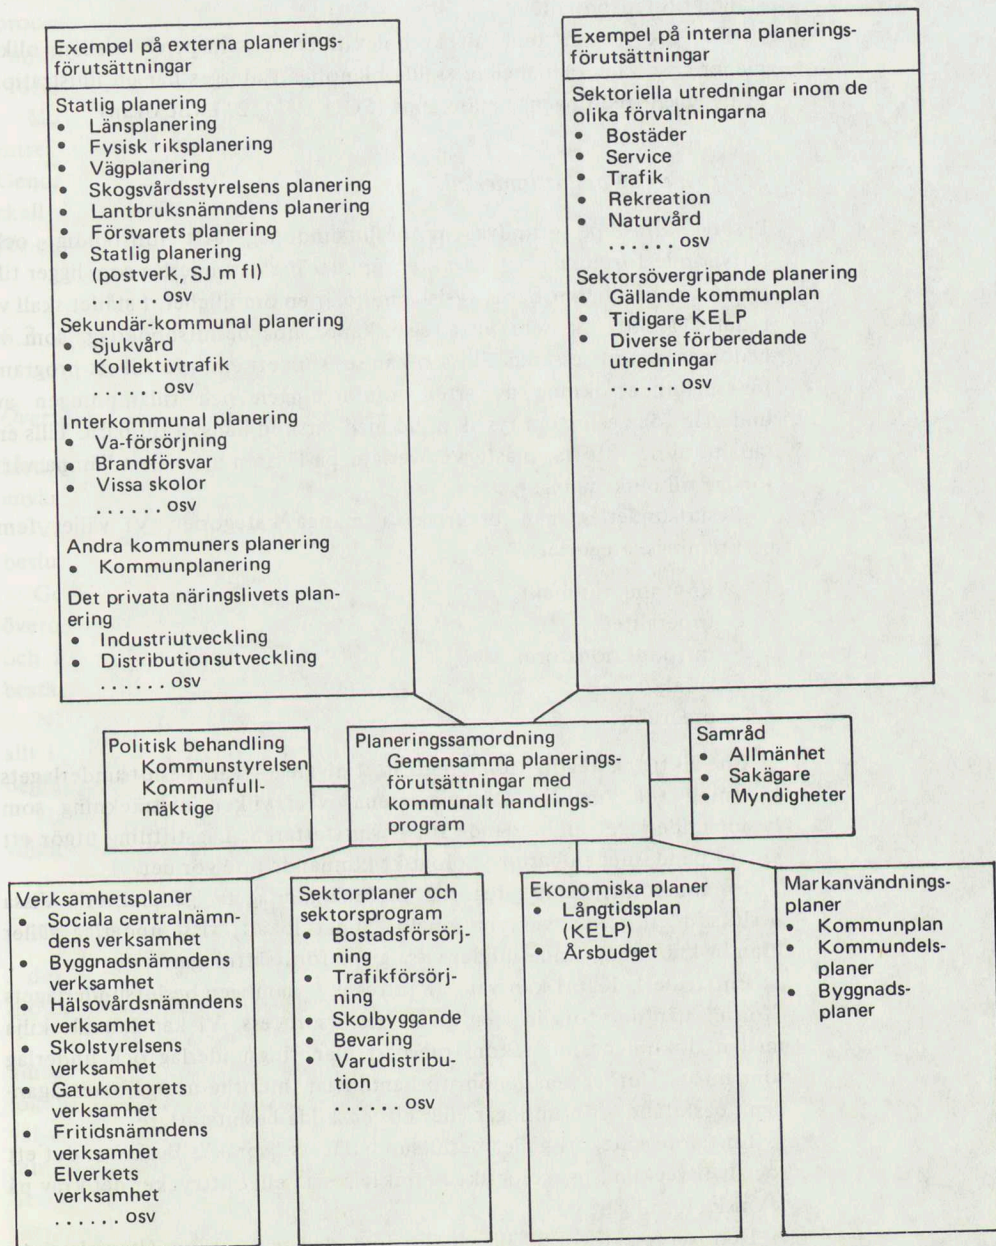 Exempel på externa planerings-
förutsättningar
Statlig planering
• Länsplanering
• Fysisk riksplanering
• Vägplanering
• Skogsvårdsstyrelsens planering
• Lantbruksnämndens planering
• Försvarets planering
• Statlig planering
(postverk, SJ m fl)
...... osv
Sekundär-kommunal planering
• Sjukvård
• Kollektivtrafik
...... osv
Interkommunal planering
• Va-försörjning
• Brandförsvar
• Vissa skolor
...... osv
Andra kommuners planering
• Kommunplanering
Det privata näringslivets plan-
ering
• Industriutveckling
• Distributionsutveckling
...... osv
Exempel på interna planerings-
förutsättningar
Sektoriella utredningar inom de
olika förvaltningarna
• Bostäder
• Service
• Trafik
• Rekreation
• Naturvård
...... osv
Sektorsövergripande planering
• Gällande kommunplan
• Tidigare KELP
• Diverse förberedande
utredningar
...... osv
Politisk behandling
Kommunstyrelsen
Kommunfull-
mäktige
Planeringssamordning
Gemensamma planerings-
förutsättningar med
kommunalt handlings-
program
Samråd
• Allmänhet
• Sakägare
• Myndigheter
Verksamhetsplaner
• Sociala centralnämn-
dens verksamhet
• Byggnadsnämndens
verksamhet
• Hälsovårdsnämndens
verksamhet
• Skolstyrelsens
verksamhet
• Gatukontorets
verksamhet
• Fritidsnämndens
verksamhet
• Elverkets
verksamhet
...... osv
Sektorplaner och
sektorsprogram
• Bostadsförsörj-
ning
• Trafikförsörj-
ning
• Skolbyggande
• Bevaring
• Varudistribu-
tion
...... osv
Ekonomiska planer
• Långtidsplan
(KELP)
• Årsbudget
Markanvändnings-
planer
• Kommunplan
• Kommundels-
planer
• Byggnads-
planer